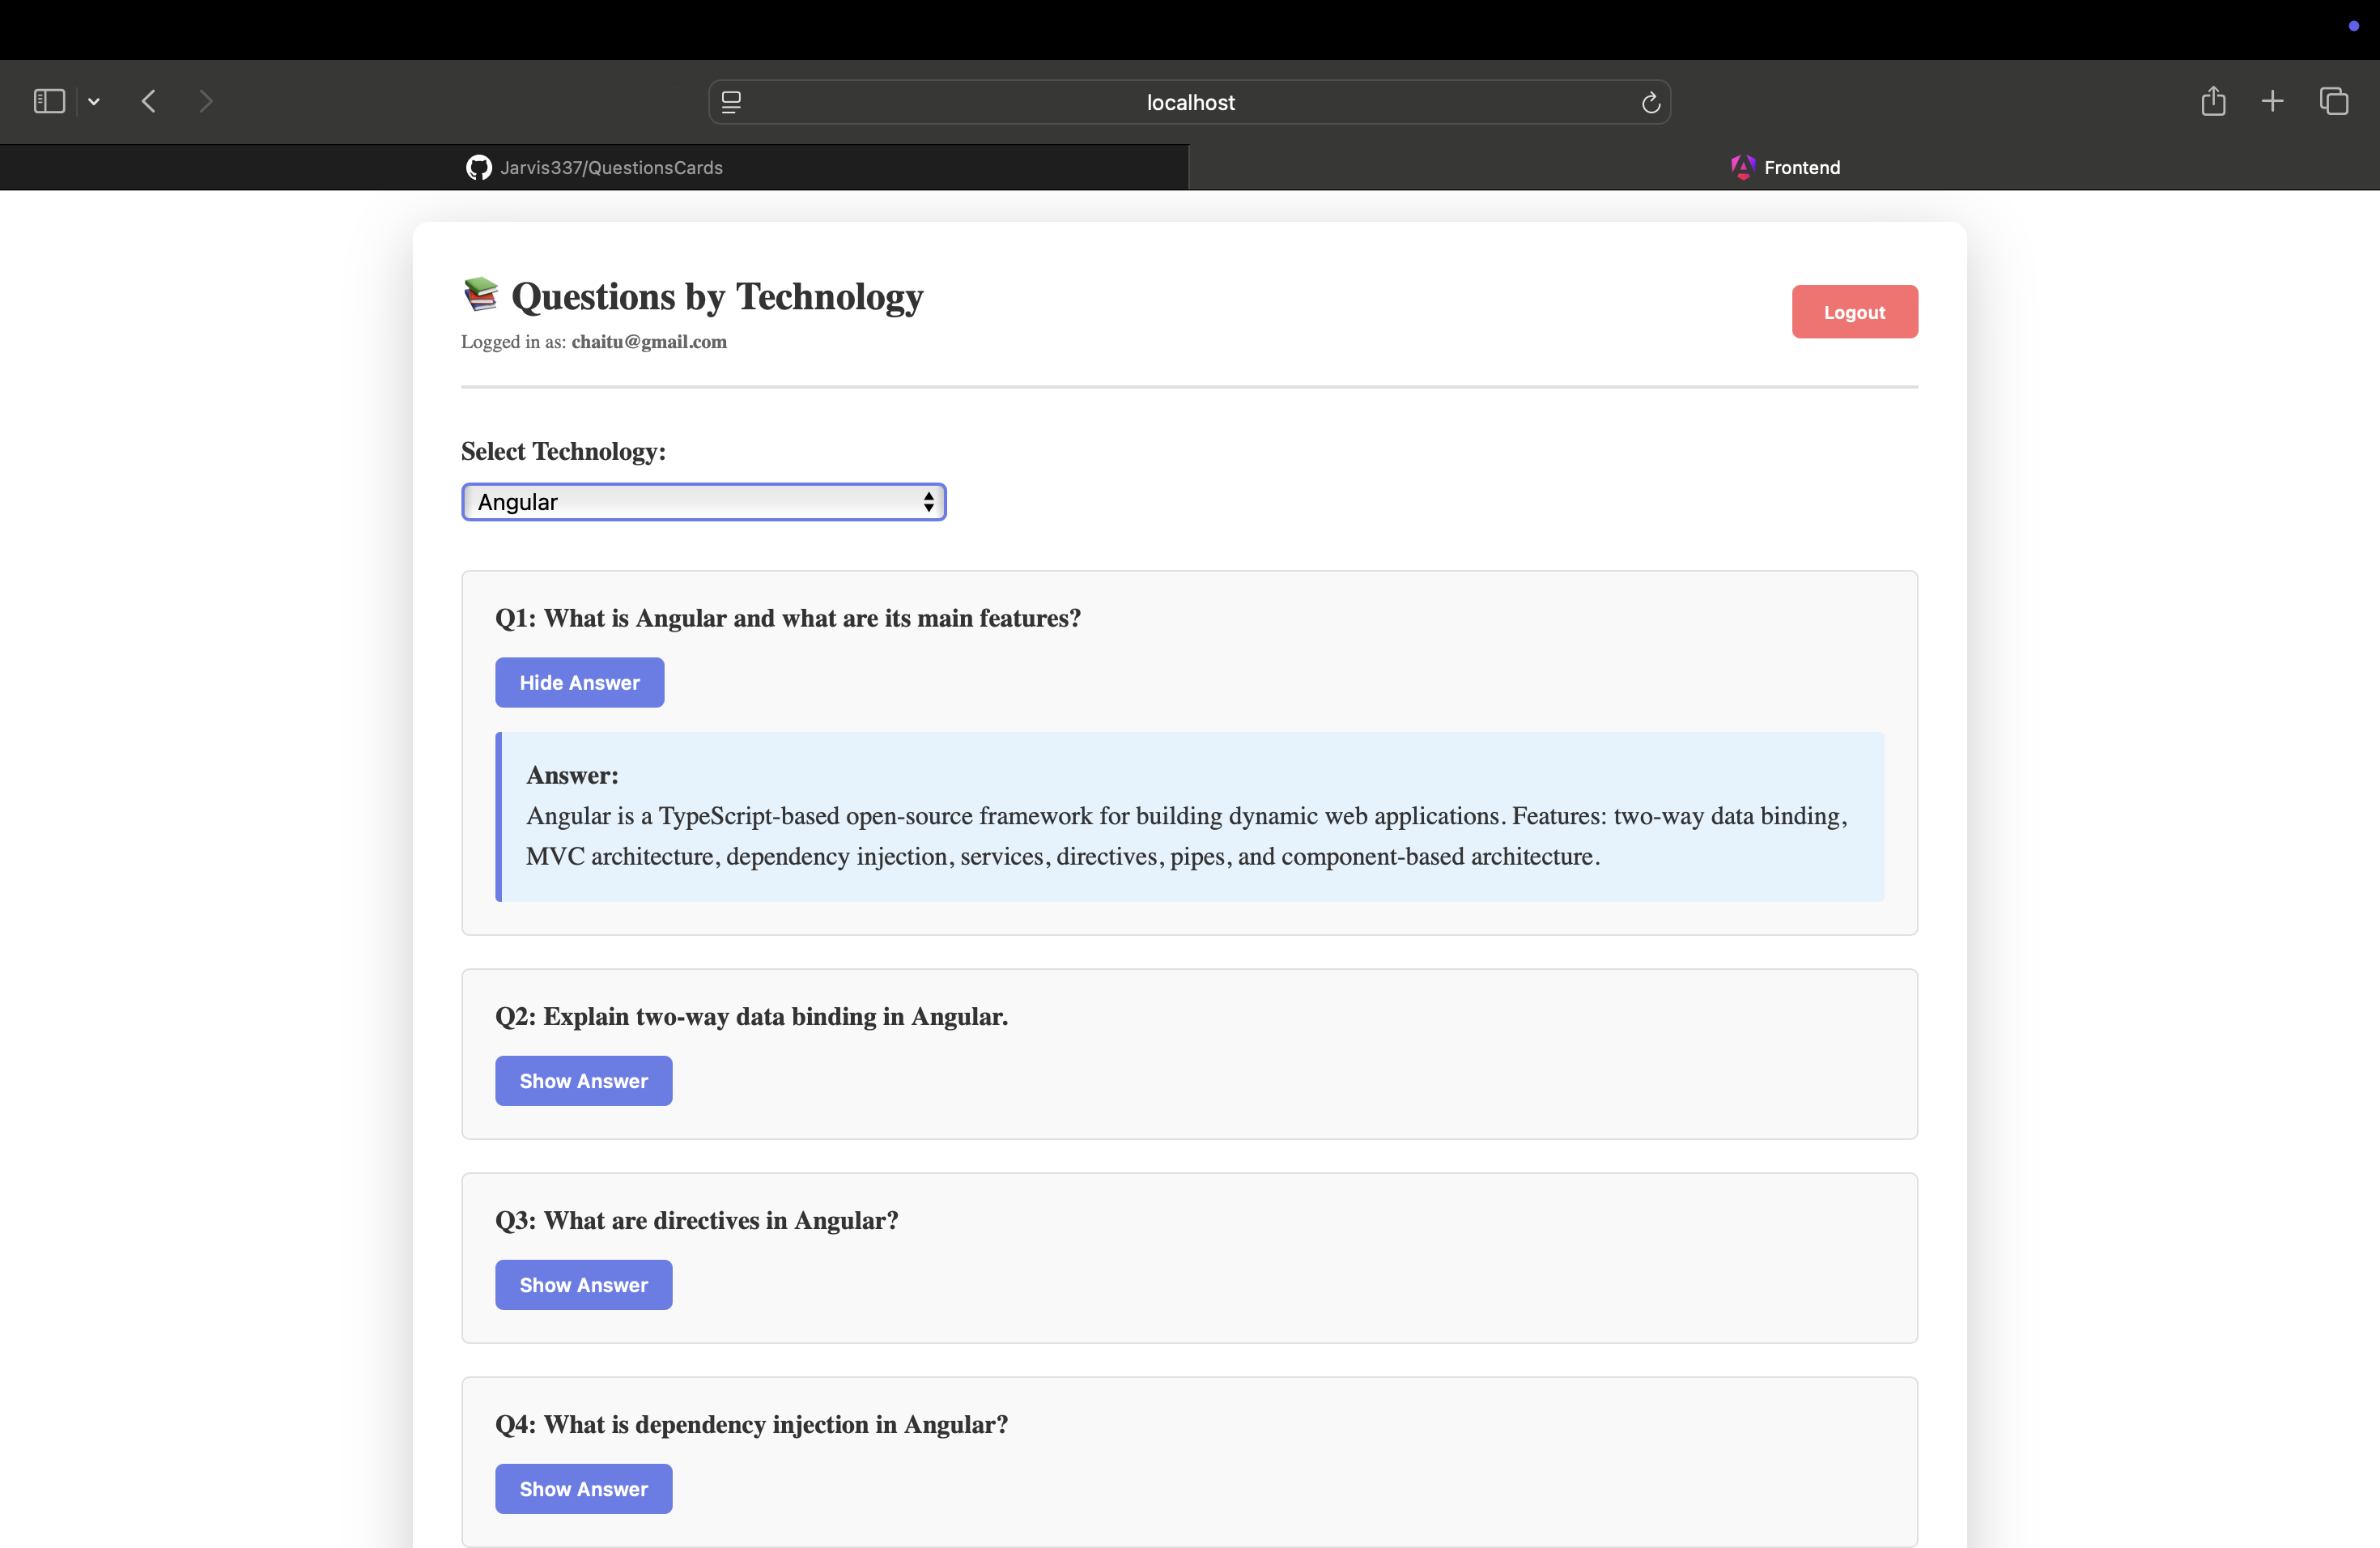 localhost
Jarvis337/QuestionsCards
Frontend
📚 Questions by Technology
Logout
Logged in as: chaitu@gmail.com
Select Technology:
Angular
Q1: What is Angular and what are its main features?
Hide Answer
Answer:
Angular is a TypeScript-based open-source framework for building dynamic web applications. Features: two-way data binding,
MVC architecture, dependency injection, services, directives, pipes, and component-based architecture.
Q2: Explain two-way data binding in Angular.
Show Answer
Q3: What are directives in Angular?
Show Answer
Q4: What is dependency injection in Angular?
Show Answer